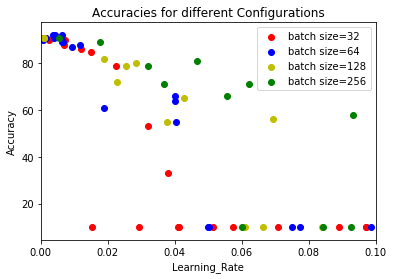 Accuracies for different Configurations
batch size=32
batch size=64
batch size=128
batch size=256
Accuracy
80
60
40
20
0.00 0.02 0.04 0.06 0.08 0.10
Learning_Rate